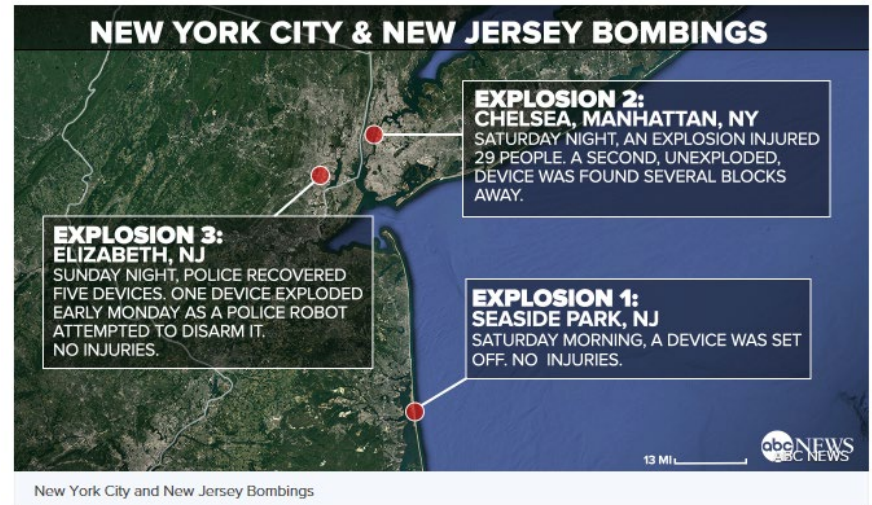 NEW YORK CITY & NEW JERSEY BOMBINGS
EXPLOSION 2:
CHELSEA, MANHATTAN, NY
SATURDAY NIGHT, AN EXPLOSION INJURED
29 PEOPLE. A SECOND, UNEXPLODED,
DEVICE WAS FOUND SEVERAL BLOCKS
AWAY.
EXPLOSION 3:
ELIZABETH, NJ
SUNDAY NIGHT, POLICE RECOVERED
FIVE DEVICES. ONE DEVICE EXPLODED
EARLY MONDAY AS A POLICE ROBOT
ATTEMPTED TO DISARM IT.
NO INJURIES.
EXPLOSION 1:
SEASIDE PARK, NJ
SATURDAY MORNING, A DEVICE WAS SET
OFF. NO INJURIES.
13 MI
abc NEWS
ABC NEWS
New York City and New Jersey Bombings